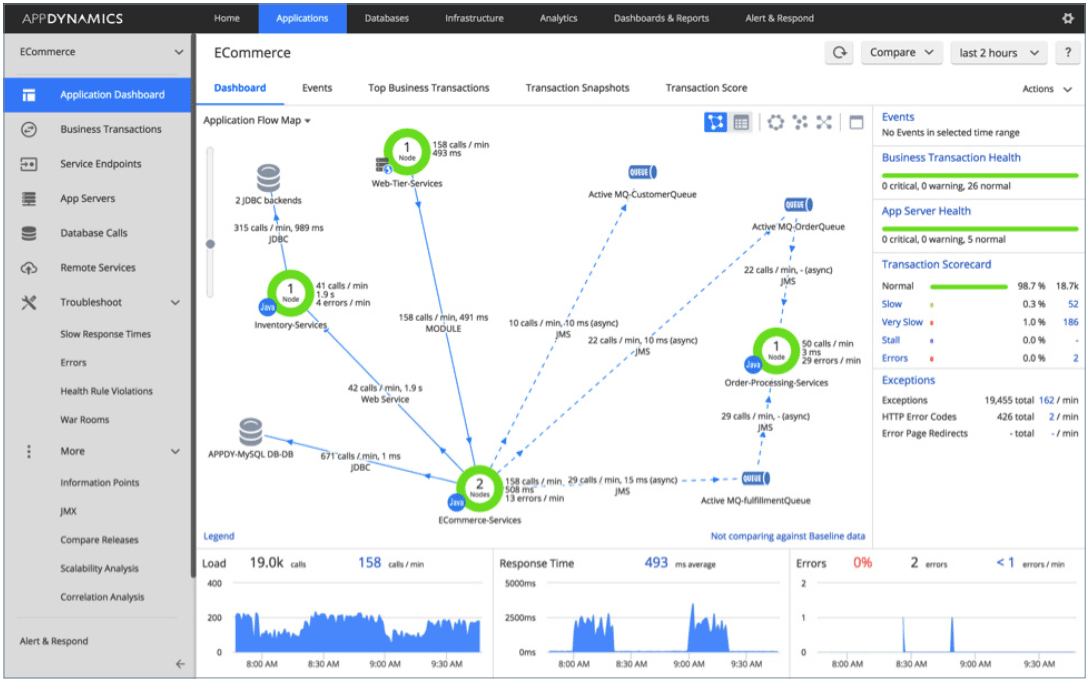 APPDYNAMICS
Home
Applications
Databases
Infrastructure
Analytics
Dashboards & Reports
Alert & Respond
ECommerce
Application Dashboard
Business Transactions
Service Endpoints
App Servers
Database Calls
Remote Services
Troubleshoot
Slow Response Times
Errors
Health Rule Violations
War Rooms
More
Information Points
JMX
Compare Releases
Scalability Analysis
Correlation Analysis
Alert & Respond
ECommerce
Compare
last 2 hours
?
Dashboard
Events
Top Business Transactions
Transaction Snapshots
Transaction Score
Actions
Application Flow Map
1
Node
158 calls / min
493 ms
Web-Tier-Services
2 JDBC backends
315 calls / min, 989 ms
JDBC
1
Node
Java
41 calls / min
1.9 s
4 errors / min
Inventory-Services
158 calls / min, 491 ms
MODULE
42 calls / min, 1.9 s
Web Service
APPDY-MySQL DB-DB
671 calls / min, 1 ms
JDBC
2
Nodes
Java
158 calls / min
508 ms
13 errors / min
ECommerce-Services
QUEUE
Active MQ-CustomerQueue
10 calls / min, 10 ms (async)
JMS
QUEUE
Active MQ-OrderQueue
22 calls / min, - (async)
JMS
22 calls / min, 10 ms (async)
JMS
1
Node
Java
50 calls / min
3 ms
29 errors / min
Order-Processing-Services
29 calls / min, - (async)
JMS
29 calls / min, 15 ms (async)
JMS
QUEUE
Active MQ-fulfillmentQueue
Legend
Not comparing against Baseline data
Events
No Events in selected time range
Business Transaction Health
0 critical, 0 warning, 26 normal
App Server Health
0 critical, 0 warning, 5 normal
Transaction Scorecard
Normal 98.7 % 18.7k
Slow 0.3 % 52
Very Slow 1.0 % 186
Stall 0.0 % -
Errors 0.0 % 2
Exceptions
Exceptions 19,455 total 162 / min
HTTP Error Codes 426 total 2 / min
Error Page Redirects - total - / min
Load 19.0k calls 158 calls / min
400
200
0
8:00 AM 8:30 AM 9:00 AM 9:30 AM
Response Time 493 ms average
5000ms
2500ms
0ms
8:00 AM 8:30 AM 9:00 AM 9:30 AM
Errors 0% 2 errors < 1 errors / min
2
1
0
8:00 AM 8:30 AM 9:00 AM 9:30 AM